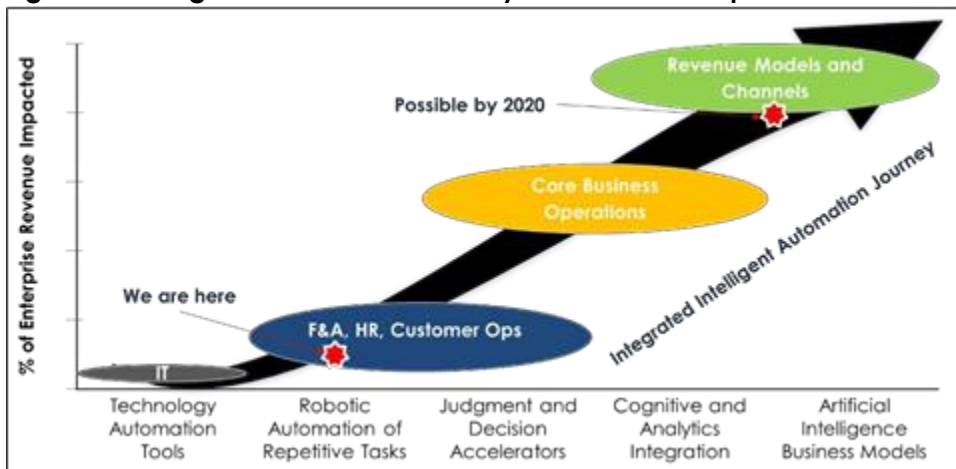 % of Enterprise Revenue Impacted
Revenue Models and
Channels
Possible by 2020
Core Business
Operations
Integrated Intelligent Automation Journey
We are here
F&A, HR, Customer Ops
IT
Technology
Automation
Tools
Robotic
Automation of
Repetitive Tasks
Judgment and
Decision
Accelerators
Cognitive and
Analytics
Integration
Artificial
Intelligence
Business Models